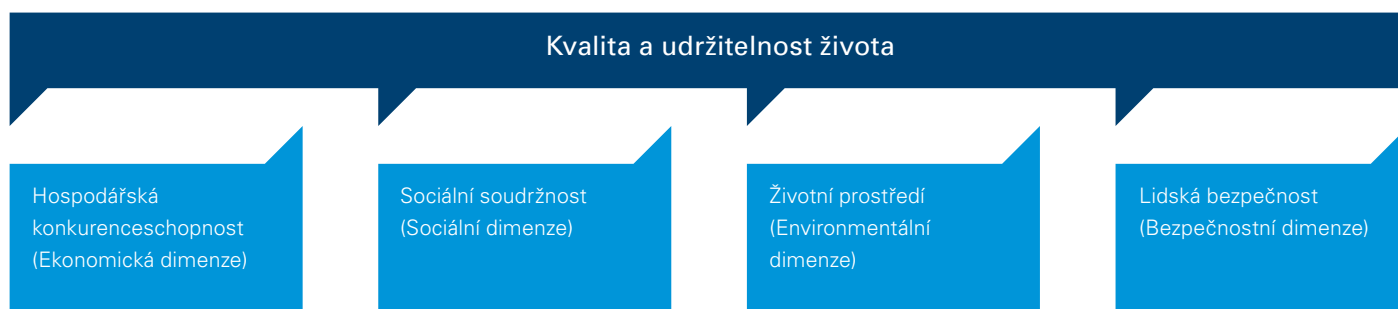 Kvalita a udržitelnost života
Hospodářská
konkurenceschopnost
(Ekonomická dimenze)
Sociální soudržnost
(Sociální dimenze)
Životní prostředí
(Environmentální
dimenze)
Lidská bezpečnost
(Bezpečnostní dimenze)